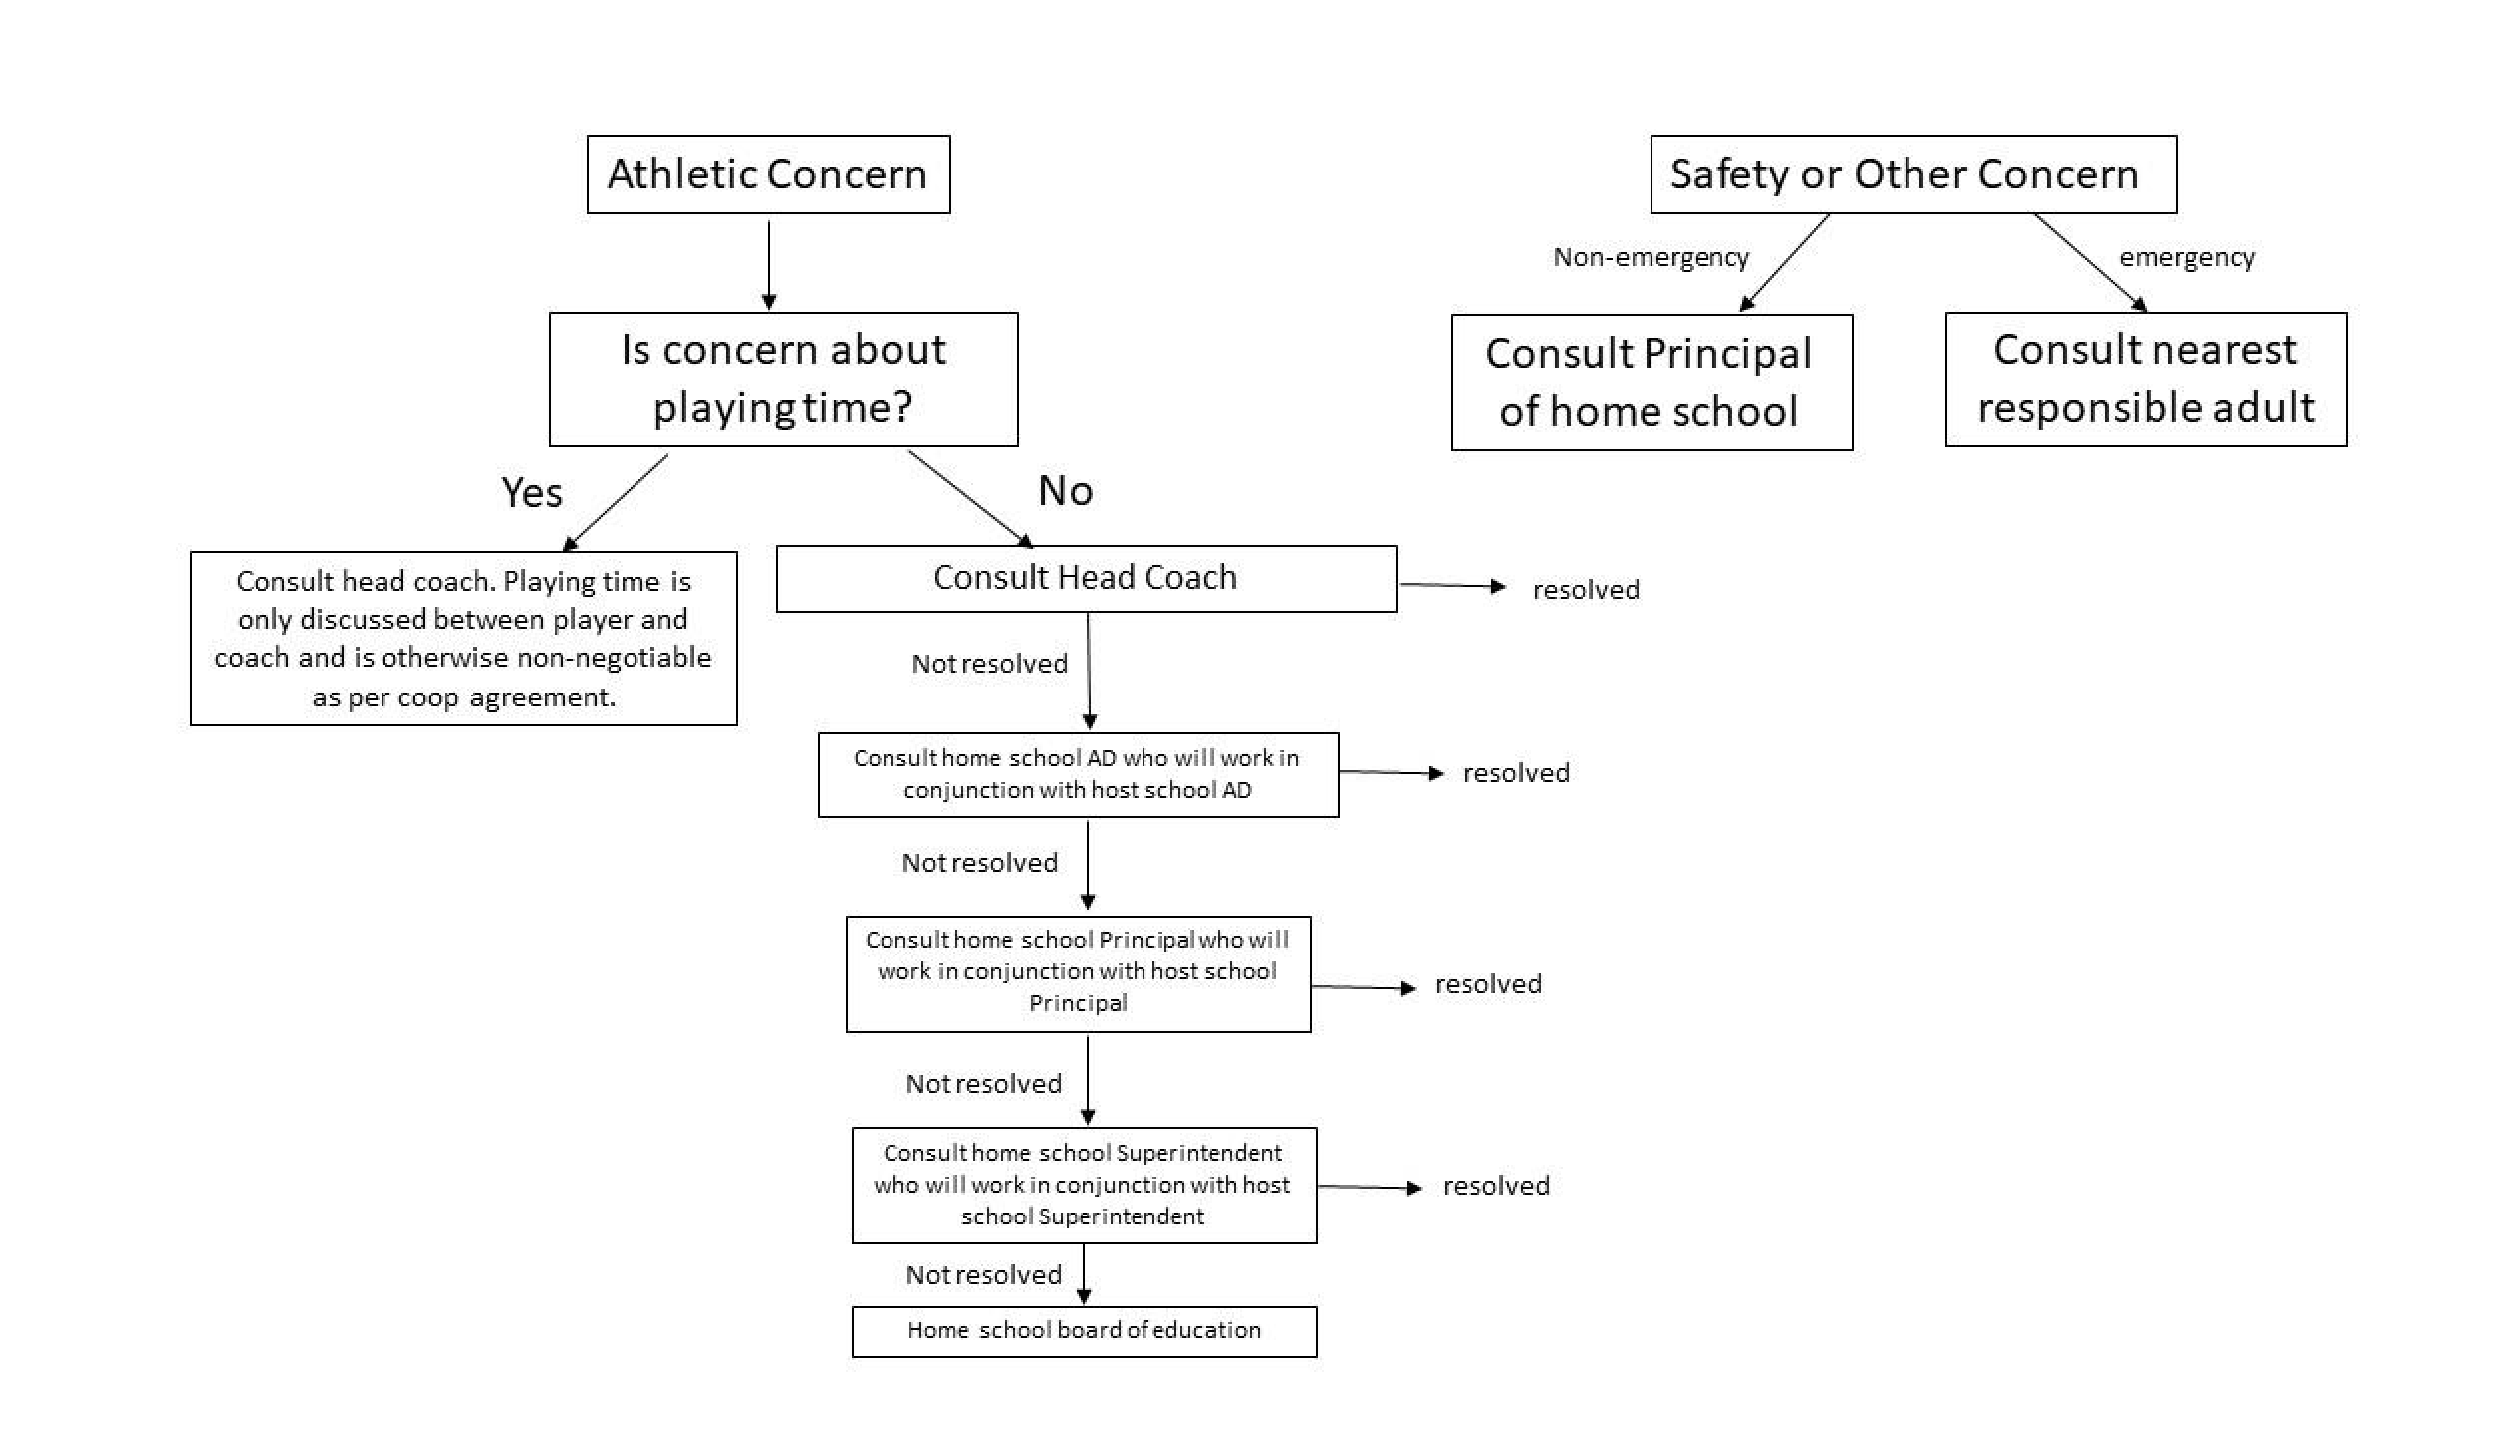 Athletic Concern
Is concern about
playing time?
Yes
No
Consult head coach. Playing time is
only discussed between player and
coach and is otherwise non-negotiable
as per coop agreement.
Consult Head Coach
resolved
Not resolved
Consult home school AD who will work in
conjunction with host school AD
resolved
Not resolved
Consult home school Principal who will
work in conjunction with host school
Principal
resolved
Not resolved
Consult home school Superintendent
who will work in conjunction with host
school Superintendent
resolved
Not resolved
Home school board of education
Safety or Other Concern
Non-emergency
emergency
Consult Principal
of home school
Consult nearest
responsible adult